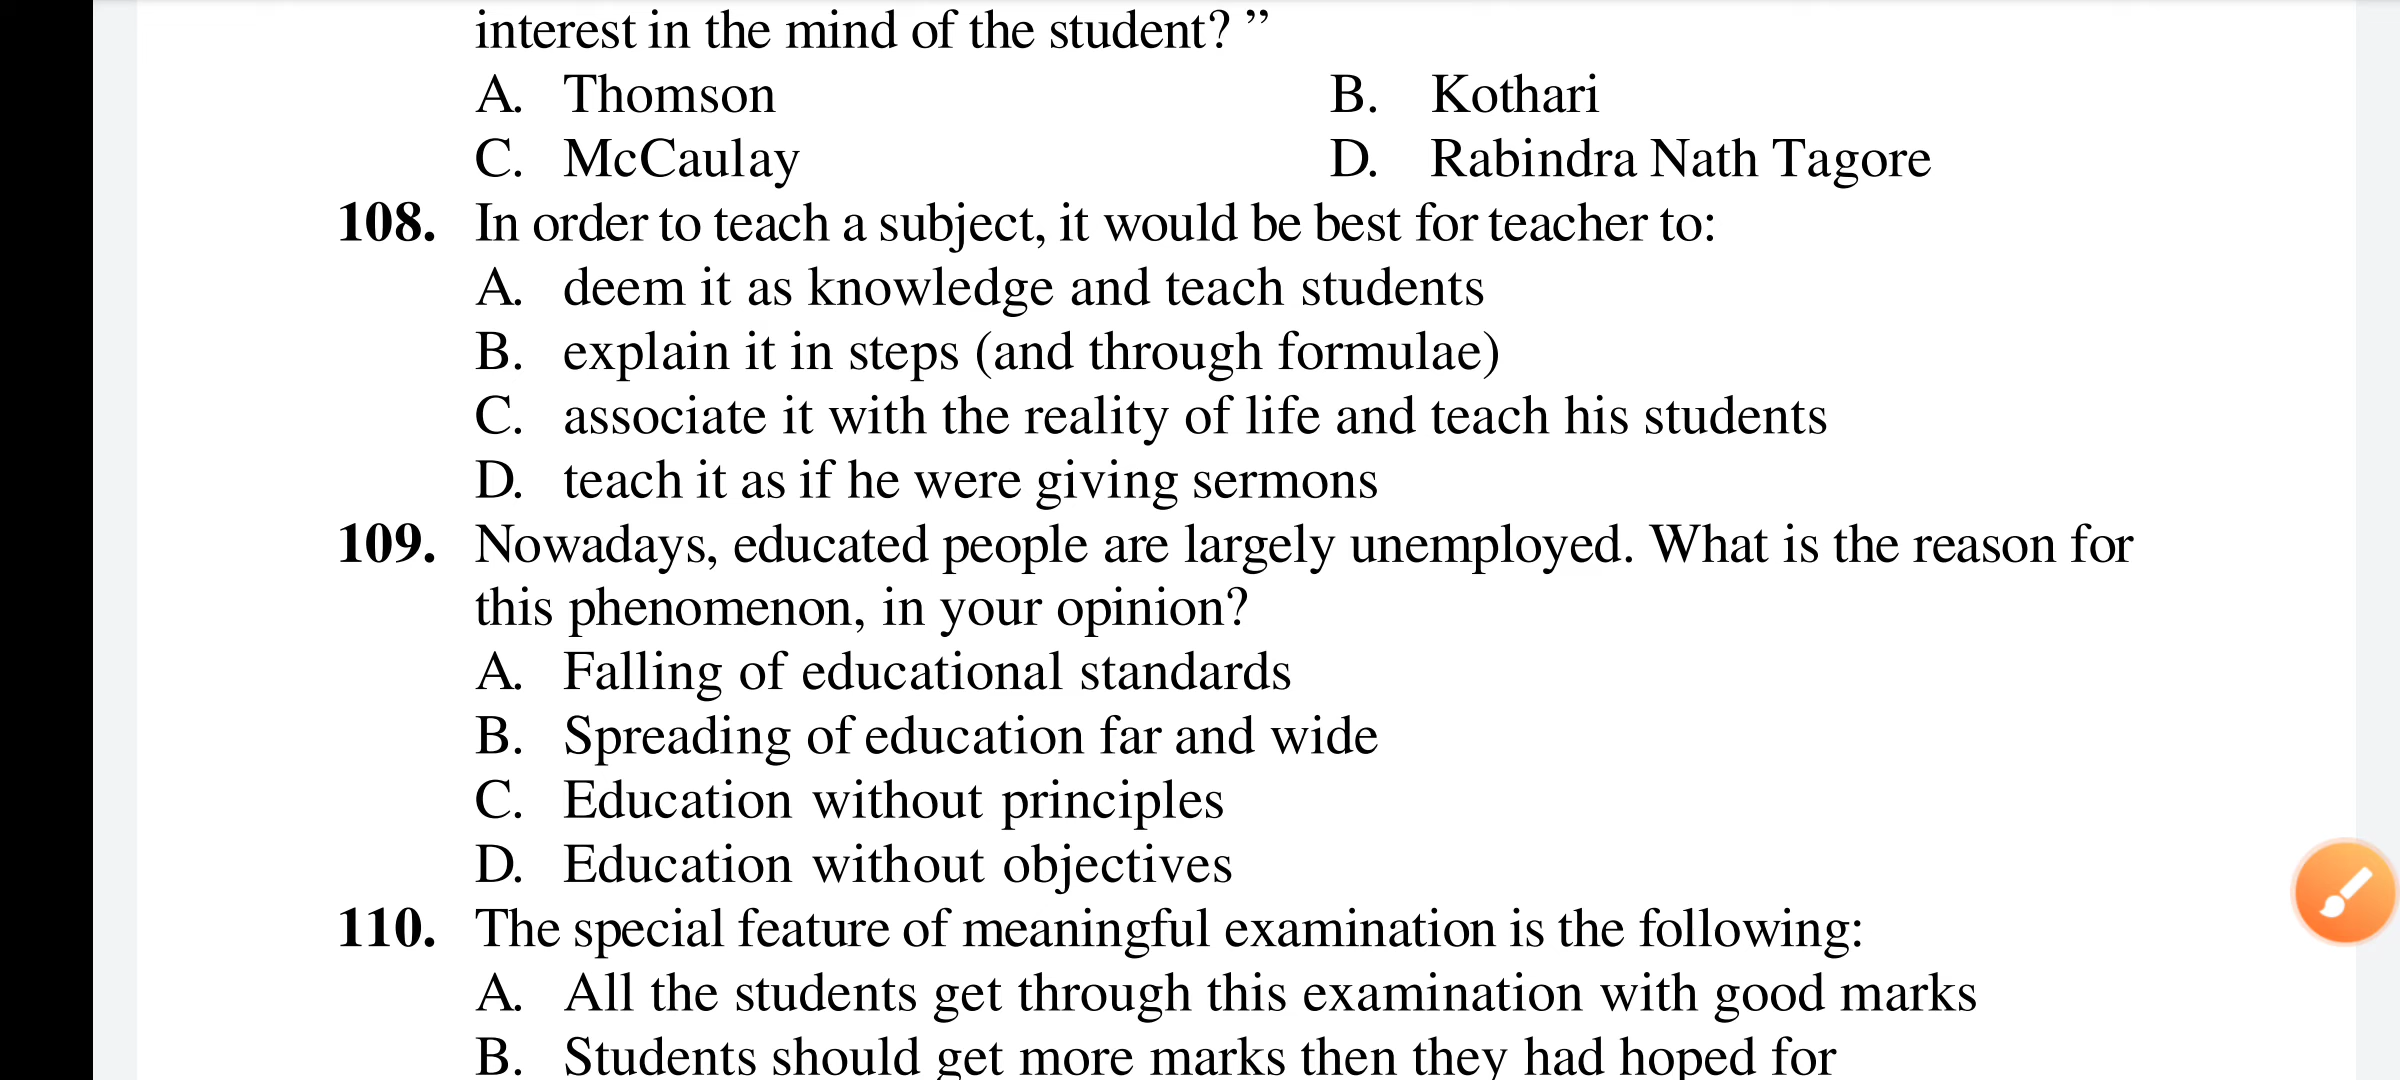 interest in the mind of the student? ”
A. Thomson B. Kothari
C. McCaulay D. Rabindra Nath Tagore
108. In order to teach a subject, it would be best for teacher to:
A. deem it as knowledge and teach students
B. explain it in steps (and through formulae)
C. associate it with the reality of life and teach his students
D. teach it as if he were giving sermons
109. Nowadays, educated people are largely unemployed. What is the reason for
this phenomenon, in your opinion?
A. Falling of educational standards
B. Spreading of education far and wide
C. Education without principles
D. Education without objectives
110. The special feature of meaningful examination is the following:
A. All the students get through this examination with good marks
B. Students should get more marks then they had hoped for